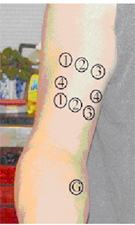 ① ② ③
④ ④
① ② ③
Ⓖ